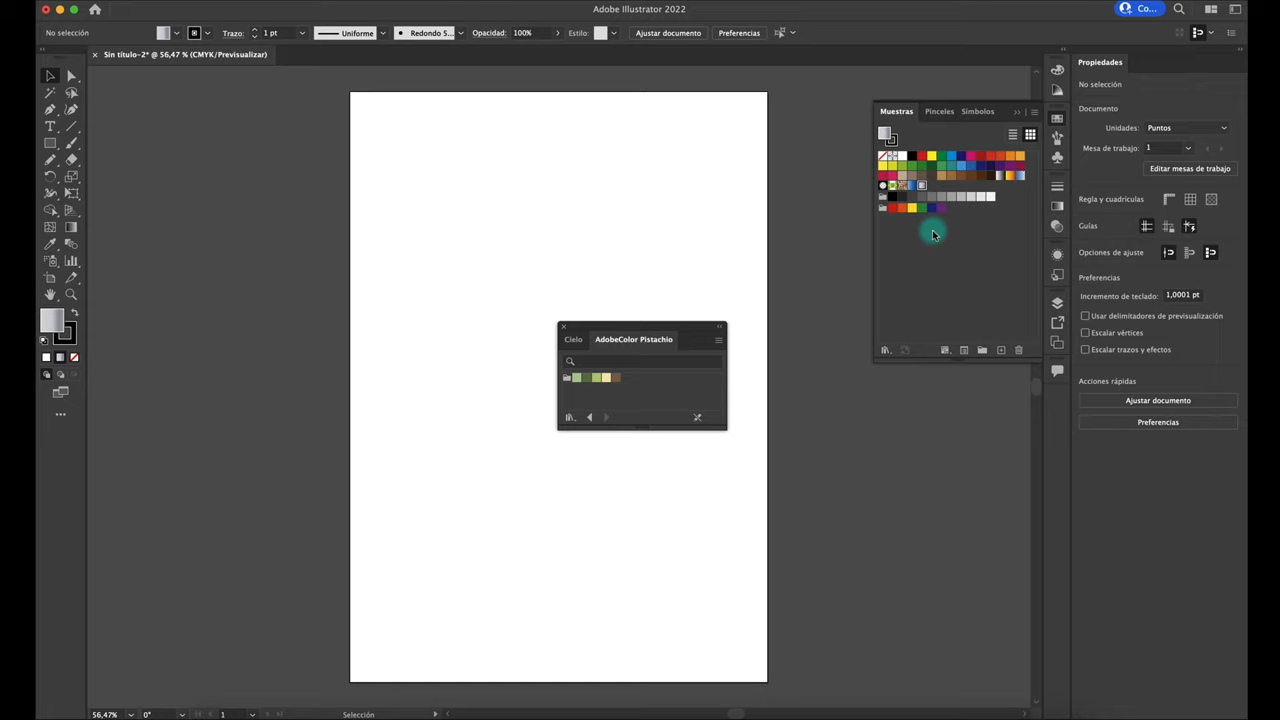 Adobe Illustrator 2022
Co...
No selección
Trazo:
1 pt
Uniforme
Redondo 5...
Opacidad:
100%
Estilo:
Ajustar documento
Preferencias
Sin título-2* @ 56,47 % (CMYK/Previsualizar)
Propiedades
No selección
Documento
Unidades:
Puntos
Mesa de trabajo:
1
Editar mesas de trabajo
Regla y cuadrículas
Guías
Opciones de ajuste
Preferencias
Incremento de teclado:
1,0001 pt
Usar delimitadores de previsualización
Escalar vértices
Escalar trazos y efectos
Acciones rápidas
Ajustar documento
Preferencias
Muestras
Pinceles
Símbolos
Cielo
AdobeColor Pistachio
56,47%
0°
1
Selección